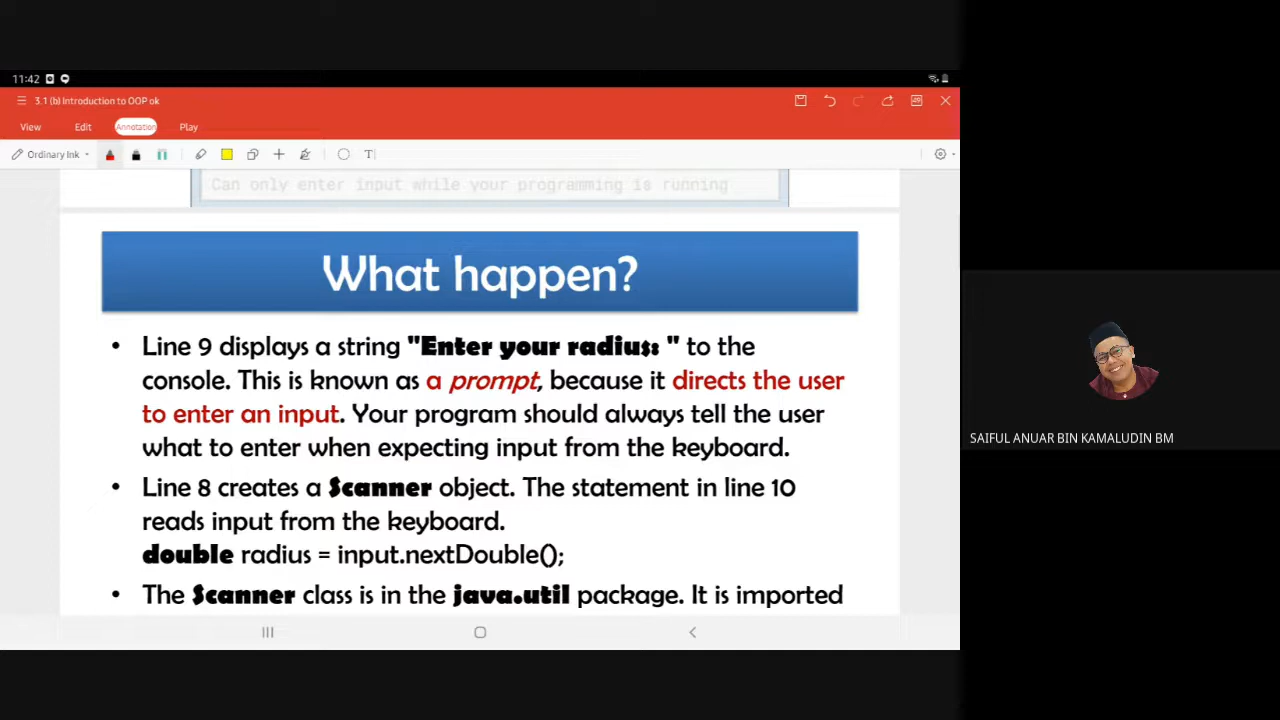 11:42
3.1 (b) Introduction to OOP ok
View Edit Annotation Play
Ordinary Ink T
Can only enter input while your programming is running
What happen?
• Line 9 displays a string "Enter your radius: " to the
console. This is known as a prompt, because it directs the user
to enter an input. Your program should always tell the user
what to enter when expecting input from the keyboard.
• Line 8 creates a Scanner object. The statement in line 10
reads input from the keyboard.
double radius = input.nextDouble();
• The Scanner class is in the java.util package. It is imported
SAIFUL ANUAR BIN KAMALUDIN BM